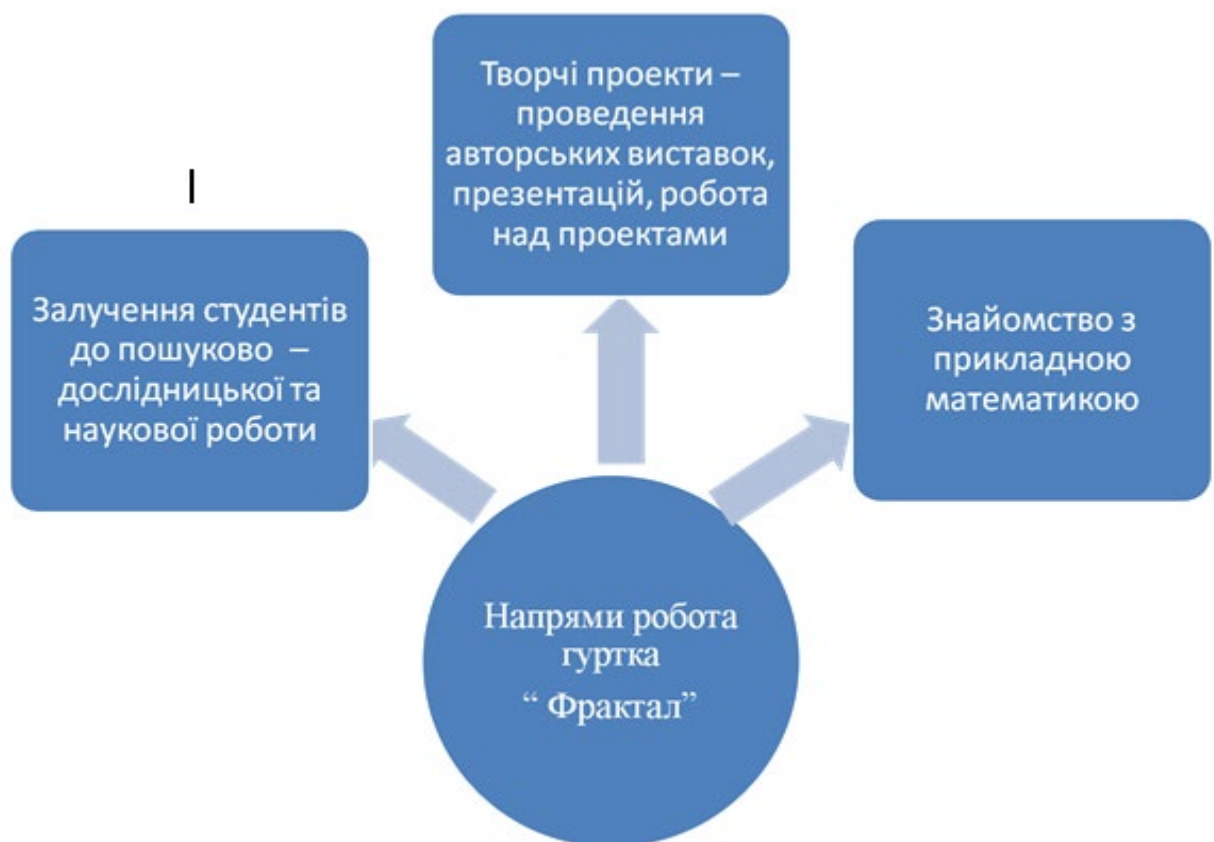 Творчі проекти –
проведення
авторських виставок,
презентацій, робота
над проектами
|
Залучення студентів
до пошуково –
дослідницької та
наукової роботи
Знайомство з
прикладною
математикою
Напрями робота
гуртка
“ Фрактал”